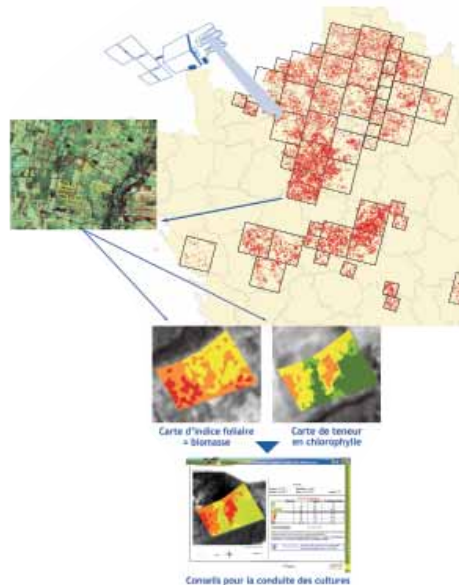 Carte d'indice foliaire
= biomasse
Carte de teneur
en chlorophylle
Conseils pour la conduite des cultures